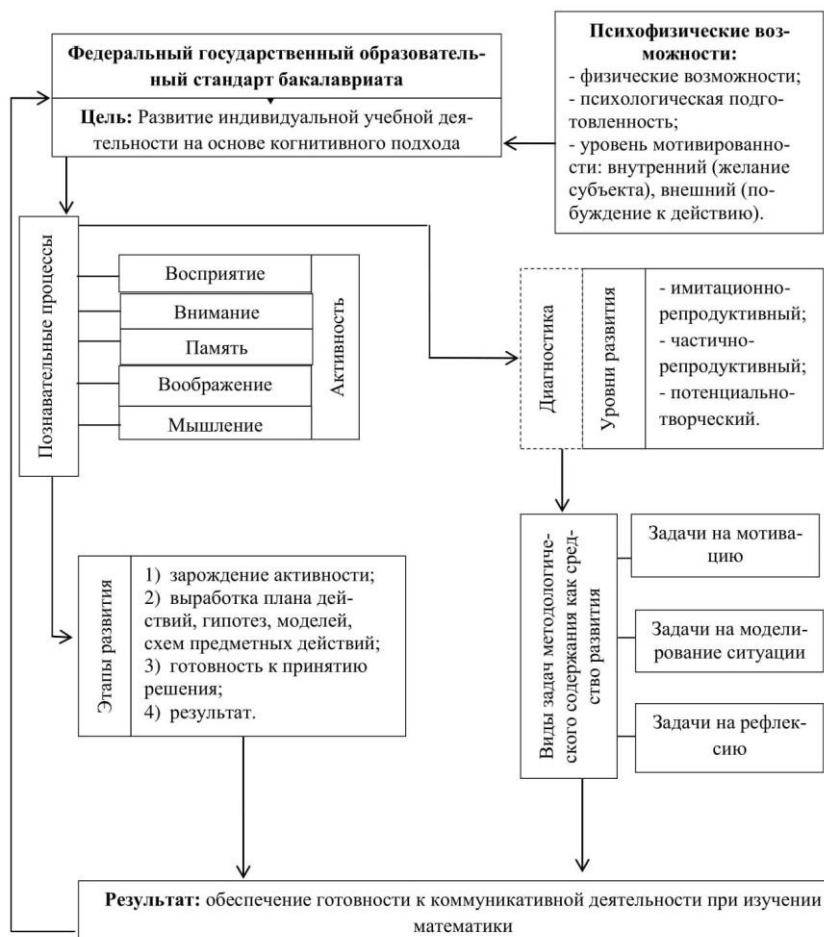 Федеральный государственный образователь-
ный стандарт бакалавриата
Цель: Развитие индивидуальной учебной дея-
тельности на основе когнитивного подхода
Психофизические воз-
можности:
- физические возможности;
- психологическая подго-
товленность;
- уровень мотивированно-
сти: внутренний (желание
субъекта), внешний (по-
буждение к действию).
Познавательные процессы
Восприятие
Внимание
Память
Воображение
Мышление
Активность
Диагностика
Уровни развития
- имитационно-
репродуктивный;
- частично-
репродуктивный;
- потенциально-
творческий.
Этапы развития
1) зарождение активности;
2) выработка плана дей-
ствий, гипотез, моделей,
схем предметных действий;
3) готовность к принятию
решения;
4) результат.
Виды задач методологиче-
ского содержания как сред-
ство развития
Задачи на мотива-
цию
Задачи на модели-
рование ситуации
Задачи на рефлек-
сию
Результат: обеспечение готовности к коммуникативной деятельности при изучении
математики